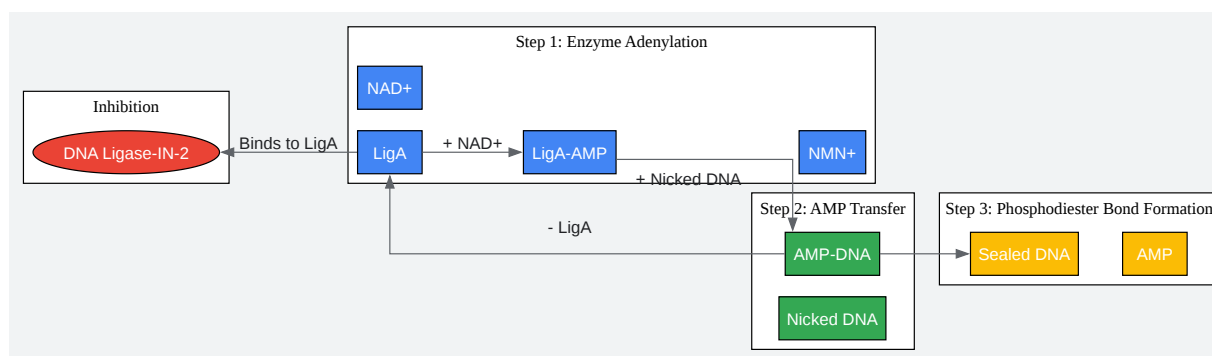 Step 1: Enzyme Adenylation
NAD+
Inhibition
DNA Ligase-IN-2
Binds to LigA
LigA
+ NAD+
LigA-AMP
NMN+
+ Nicked DNA
Step 2: AMP Transfer
Step 3: Phosphodiester Bond Formation
- LigA
AMP-DNA
Sealed DNA
AMP
Nicked DNA